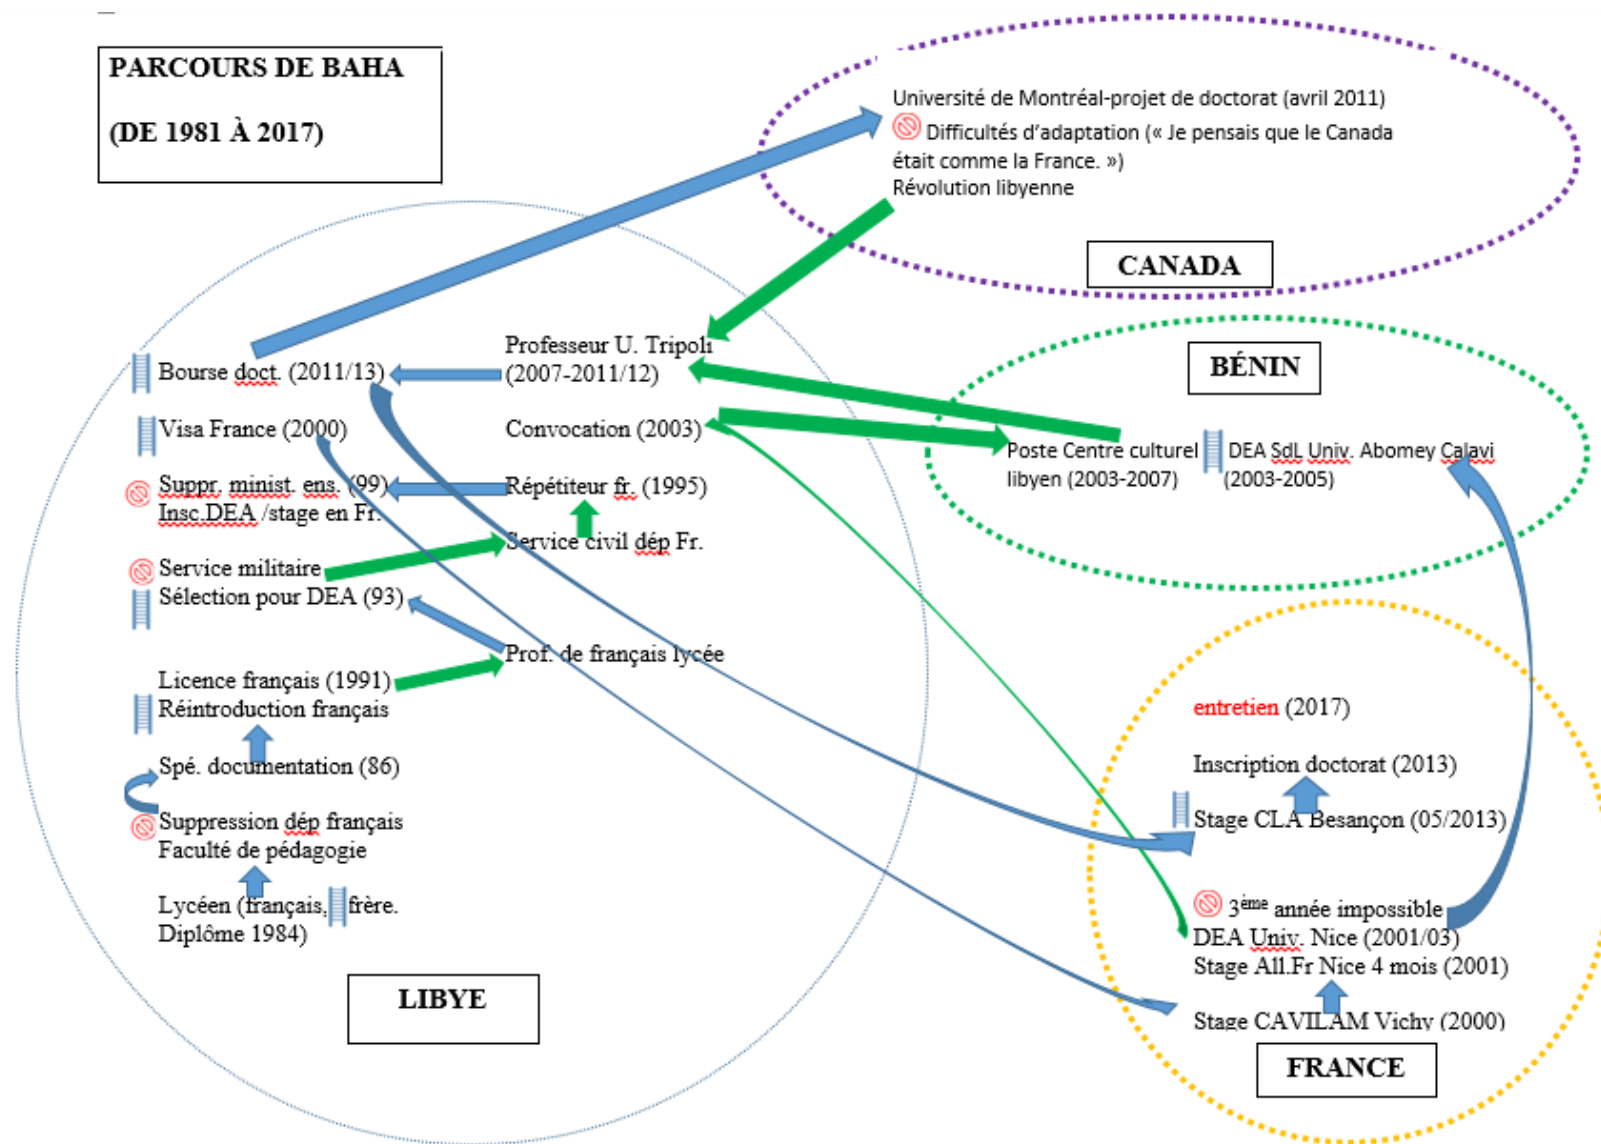 PARCOURS DE BAHA
(DE 1981 À 2017)
Université de Montréal-projet de doctorat (avril 2011)
Difficultés d'adaptation (« Je pensais que le Canada
était comme la France. »)
Révolution libyenne
CANADA
Professeur U. Tripoli
(2007-2011/12)
Bourse doct. (2011/13)
Visa France (2000)
Convocation (2003)
Suppr. minist. ens. (99)
Insc.DEA /stage en Fr.
Répétiteur fr. (1995)
Service civil dép Fr.
Service militaire
Sélection pour DEA (93)
Prof. de français lycée
Licence français (1991)
Réintroduction français
Spé. documentation (86)
Suppression dép français
Faculté de pédagogie
Lycéen (français, frère.
Diplôme 1984)
LIBYE
BÉNIN
Poste Centre culturel
libyen (2003-2007)
DEA SdL Univ. Abomey Calavi
(2003-2005)
entretien (2017)
Inscription doctorat (2013)
Stage CLA Besançon (05/2013)
3ème année impossible
DEA Univ. Nice (2001/03)
Stage All.Fr Nice 4 mois (2001)
Stage CAVILAM Vichy (2000)
FRANCE